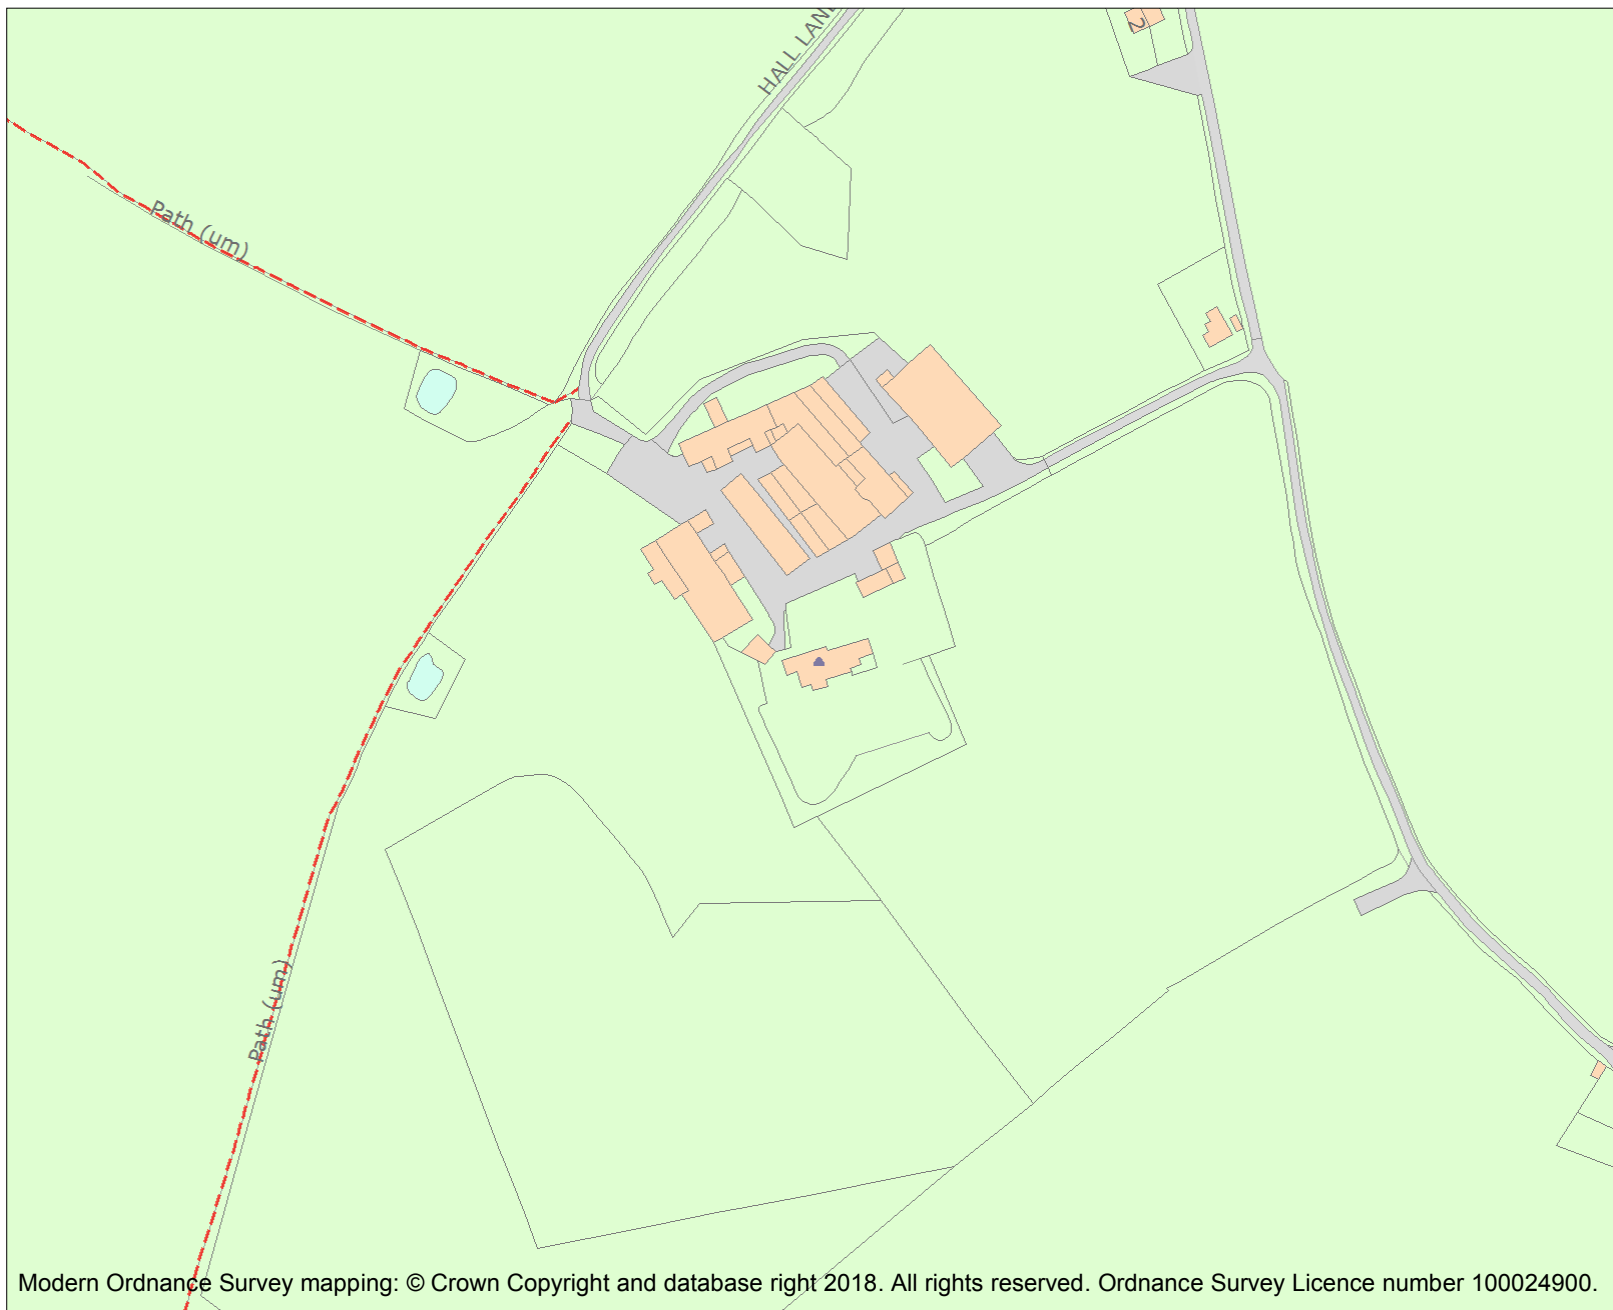 HALL LANE
2
Path (um)
Path (um)
Modern Ordnance Survey mapping: © Crown Copyright and database right 2018. All rights reserved. Ordnance Survey Licence number 100024900.